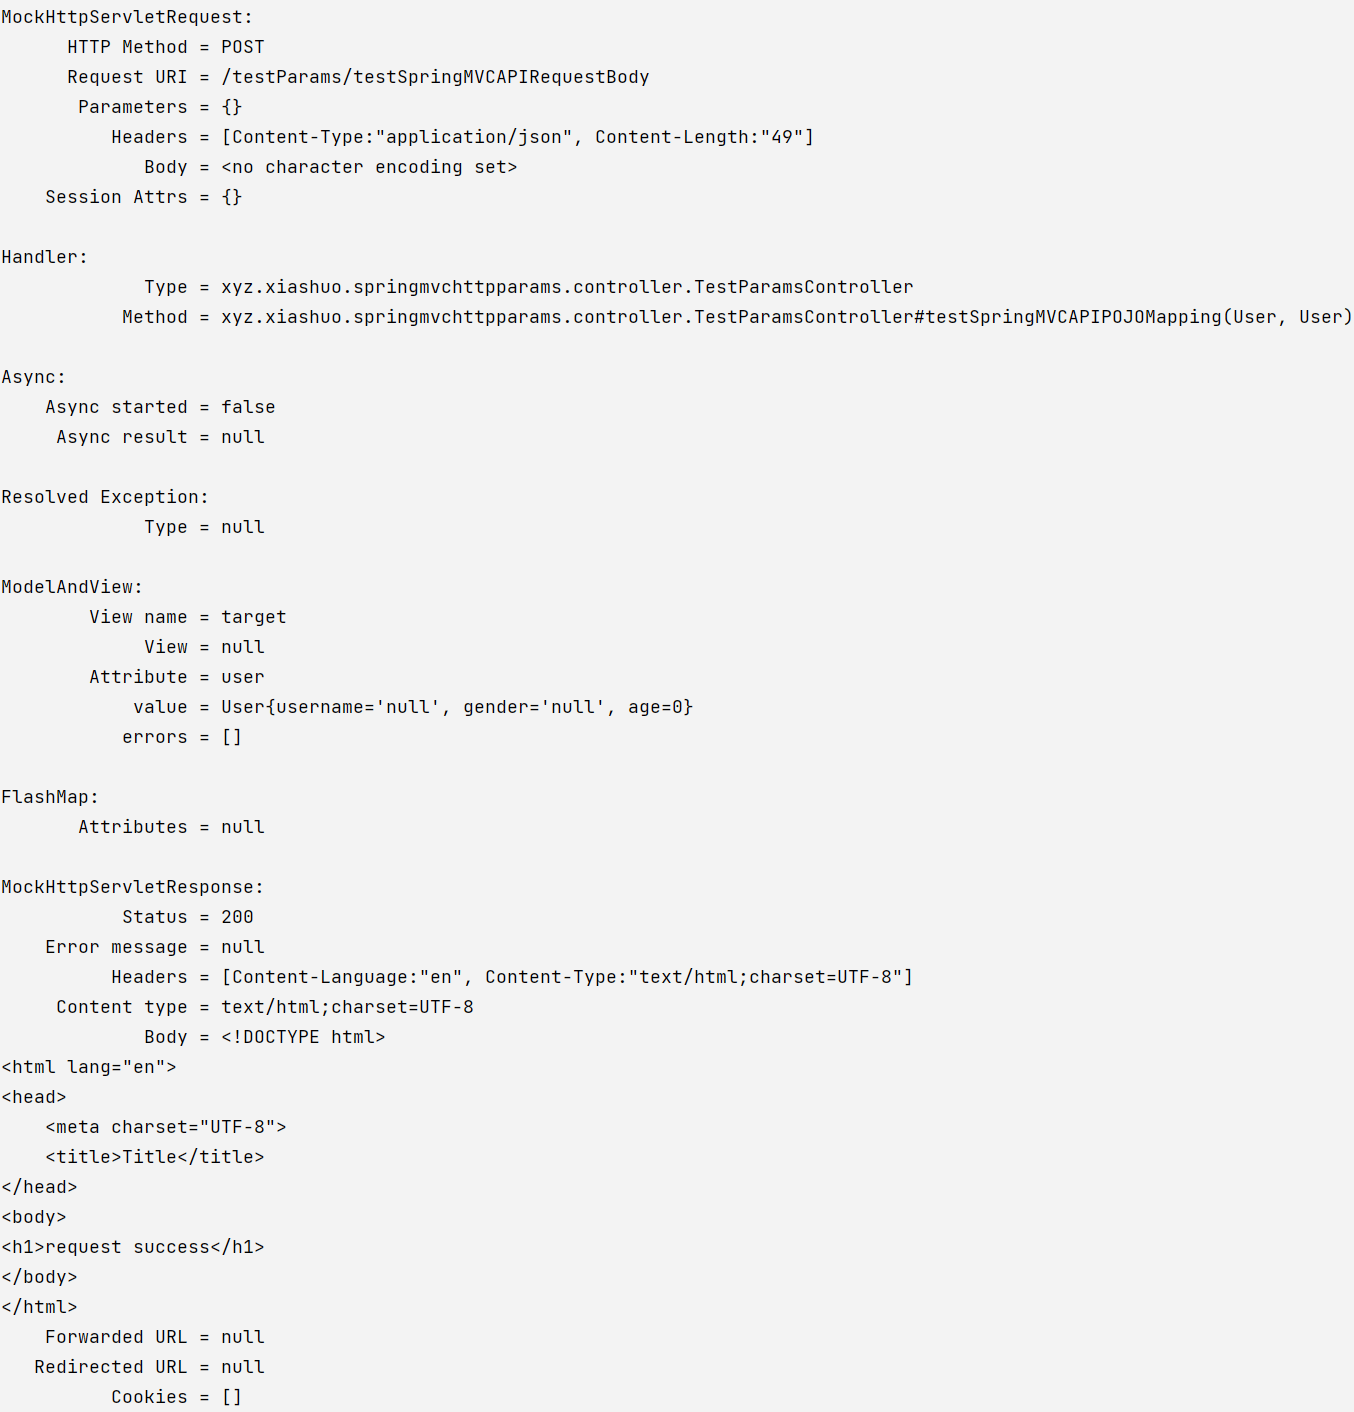 MockHttpServletRequest:
      HTTP Method = POST
      Request URI = /testParams/testSpringMVCAPIRequestBody
       Parameters = {}
          Headers = [Content-Type:"application/json", Content-Length:"49"]
             Body = <no character encoding set>
    Session Attrs = {}

Handler:
             Type = xyz.xiashuo.springmvchttpparams.controller.TestParamsController
           Method = xyz.xiashuo.springmvchttpparams.controller.TestParamsController#testSpringMVCAPIPOJOMapping(User, User)

Async:
    Async started = false
     Async result = null

Resolved Exception:
             Type = null

ModelAndView:
        View name = target
             View = null
        Attribute = user
            value = User{username='null', gender='null', age=0}
           errors = []

FlashMap:
       Attributes = null

MockHttpServletResponse:
           Status = 200
    Error message = null
          Headers = [Content-Language:"en", Content-Type:"text/html;charset=UTF-8"]
     Content type = text/html;charset=UTF-8
             Body = <!DOCTYPE html>
<html lang="en">
<head>
    <meta charset="UTF-8">
    <title>Title</title>
</head>
<body>
<h1>request success</h1>
</body>
</html>
    Forwarded URL = null
   Redirected URL = null
          Cookies = []